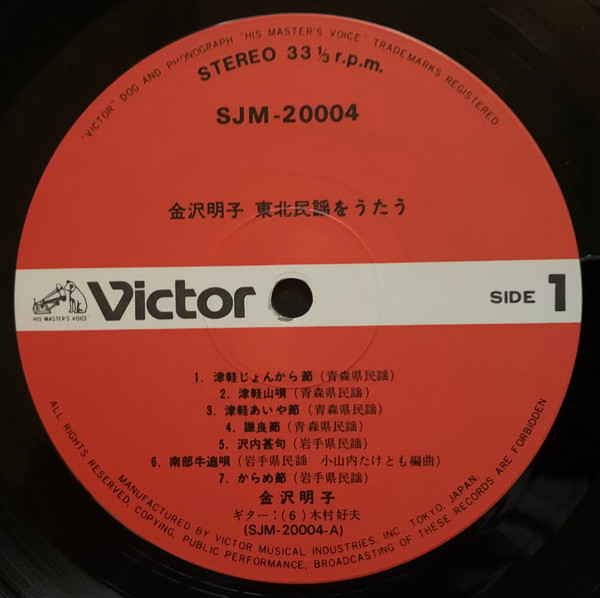 "VICTOR" DOG AND PHONOGRAPH "HIS MASTER'S VOICE" TRADEMARKS REGISTERED
STEREO 33 1/3 r.p.m.
SJM-20004
金沢明子 東北民謡をうたう
"HIS MASTER'S VOICE"
Victor
SIDE 1
1. 津軽じょんから節 (青森県民謡)
2. 津軽山唄 (青森県民謡)
3. 津軽あいや節 (青森県民謡)
4. 謙良節 (青森県民謡)
5. 沢内甚句 (岩手県民謡)
6. 南部牛追唄 (岩手県民謡 小山内たけとも編曲)
7. からめ節 (岩手県民謡)
金沢明子
ギター:(6)木村好夫
(SJM-20004-A)
MANUFACTURED BY VICTOR MUSICAL INDUSTRIES, INC. TOKYO, JAPAN.
ALL RIGHTS RESERVED, COPYING, PUBLIC PERFORMANCE, BROADCASTING OF THESE RECORDS ARE FORBIDDEN